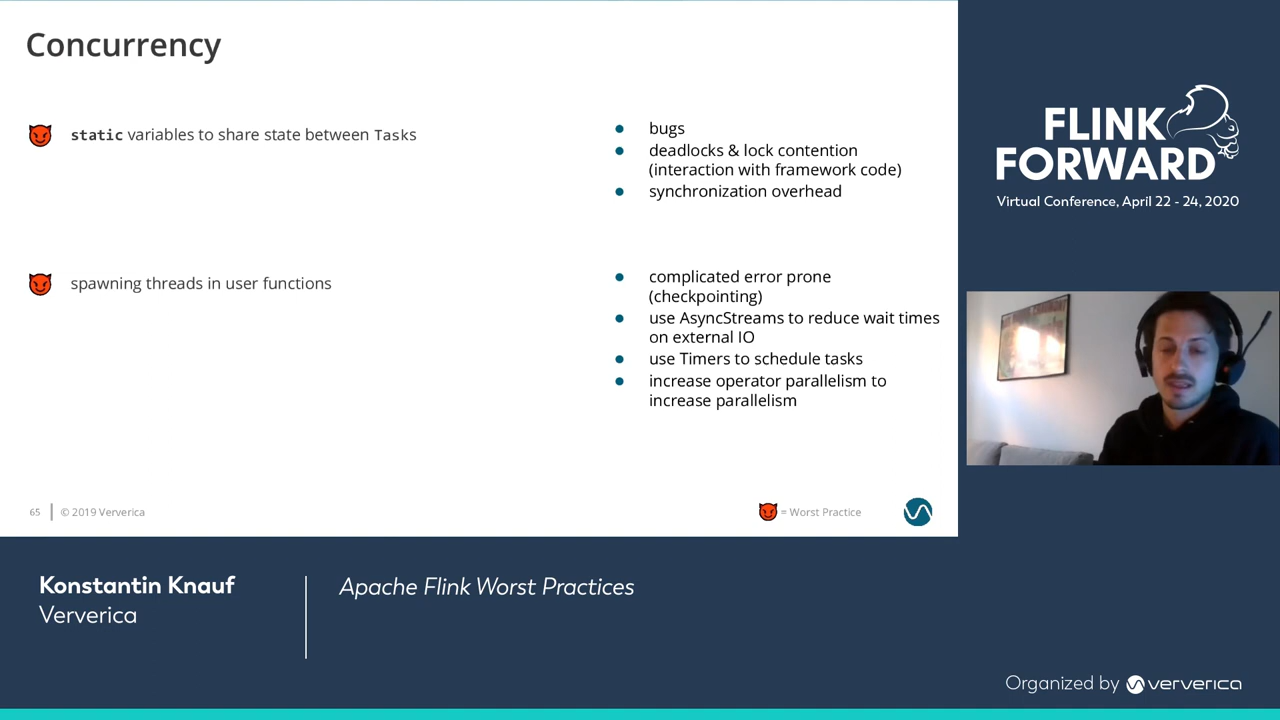 Concurrency
static variables to share state between Tasks
bugs
deadlocks & lock contention
(interaction with framework code)
synchronization overhead
spawning threads in user functions
complicated error prone
(checkpointing)
use AsyncStreams to reduce wait times
on external IO
use Timers to schedule tasks
increase operator parallelism to
increase parallelism
65 © 2019 Ververica
= Worst Practice
FLINK
FORWARD
Virtual Conference, April 22 - 24, 2020
Konstantin Knauf
Ververica
Apache Flink Worst Practices
Organized by ververica